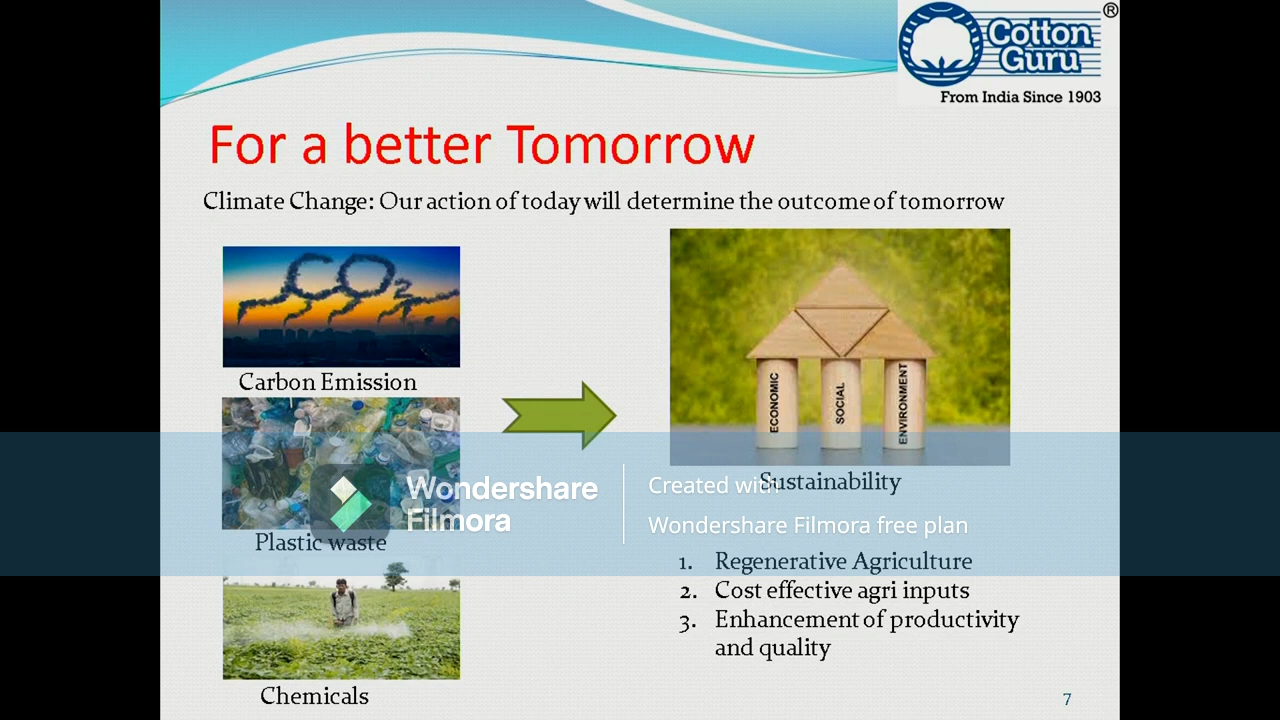 ®
Cotton
Guru
From India Since 1903
For a better Tomorrow
Climate Change: Our action of today will determine the outcome of tomorrow
CO2
Carbon Emission
ECONOMIC
SOCIAL
ENVIRONMENT
Sustainability
Wondershare
Filmora
Created with
Wondershare Filmora free plan
Plastic waste
1. Regenerative Agriculture
2. Cost effective agri inputs
3. Enhancement of productivity
and quality
Chemicals
7